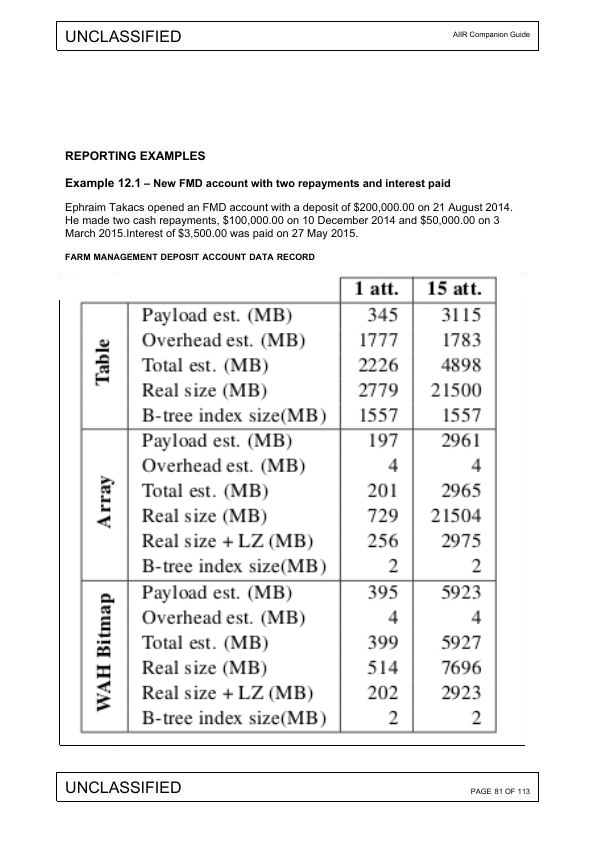 UNCLASSIFIED
AIIR Companion Guide
REPORTING EXAMPLES
Example 12.1 – New FMD account with two repayments and interest paid
Ephraim Takacs opened an FMD account with a deposit of $200,000.00 on 21 August 2014.
He made two cash repayments, $100,000.00 on 10 December 2014 and $50,000.00 on 3
March 2015.Interest of $3,500.00 was paid on 27 May 2015.
FARM MANAGEMENT DEPOSIT ACCOUNT DATA RECORD
1 att. 15 att.
Table
Payload est. (MB) 345 3115
Overhead est. (MB) 1777 1783
Total est. (MB) 2226 4898
Real size (MB) 2779 21500
B-tree index size(MB) 1557 1557
Array
Payload est. (MB) 197 2961
Overhead est. (MB) 4 4
Total est. (MB) 201 2965
Real size (MB) 729 21504
Real size + LZ (MB) 256 2975
B-tree index size(MB) 2 2
WAH Bitmap
Payload est. (MB) 395 5923
Overhead est. (MB) 4 4
Total est. (MB) 399 5927
Real size (MB) 514 7696
Real size + LZ (MB) 202 2923
B-tree index size(MB) 2 2
UNCLASSIFIED
PAGE 81 OF 113